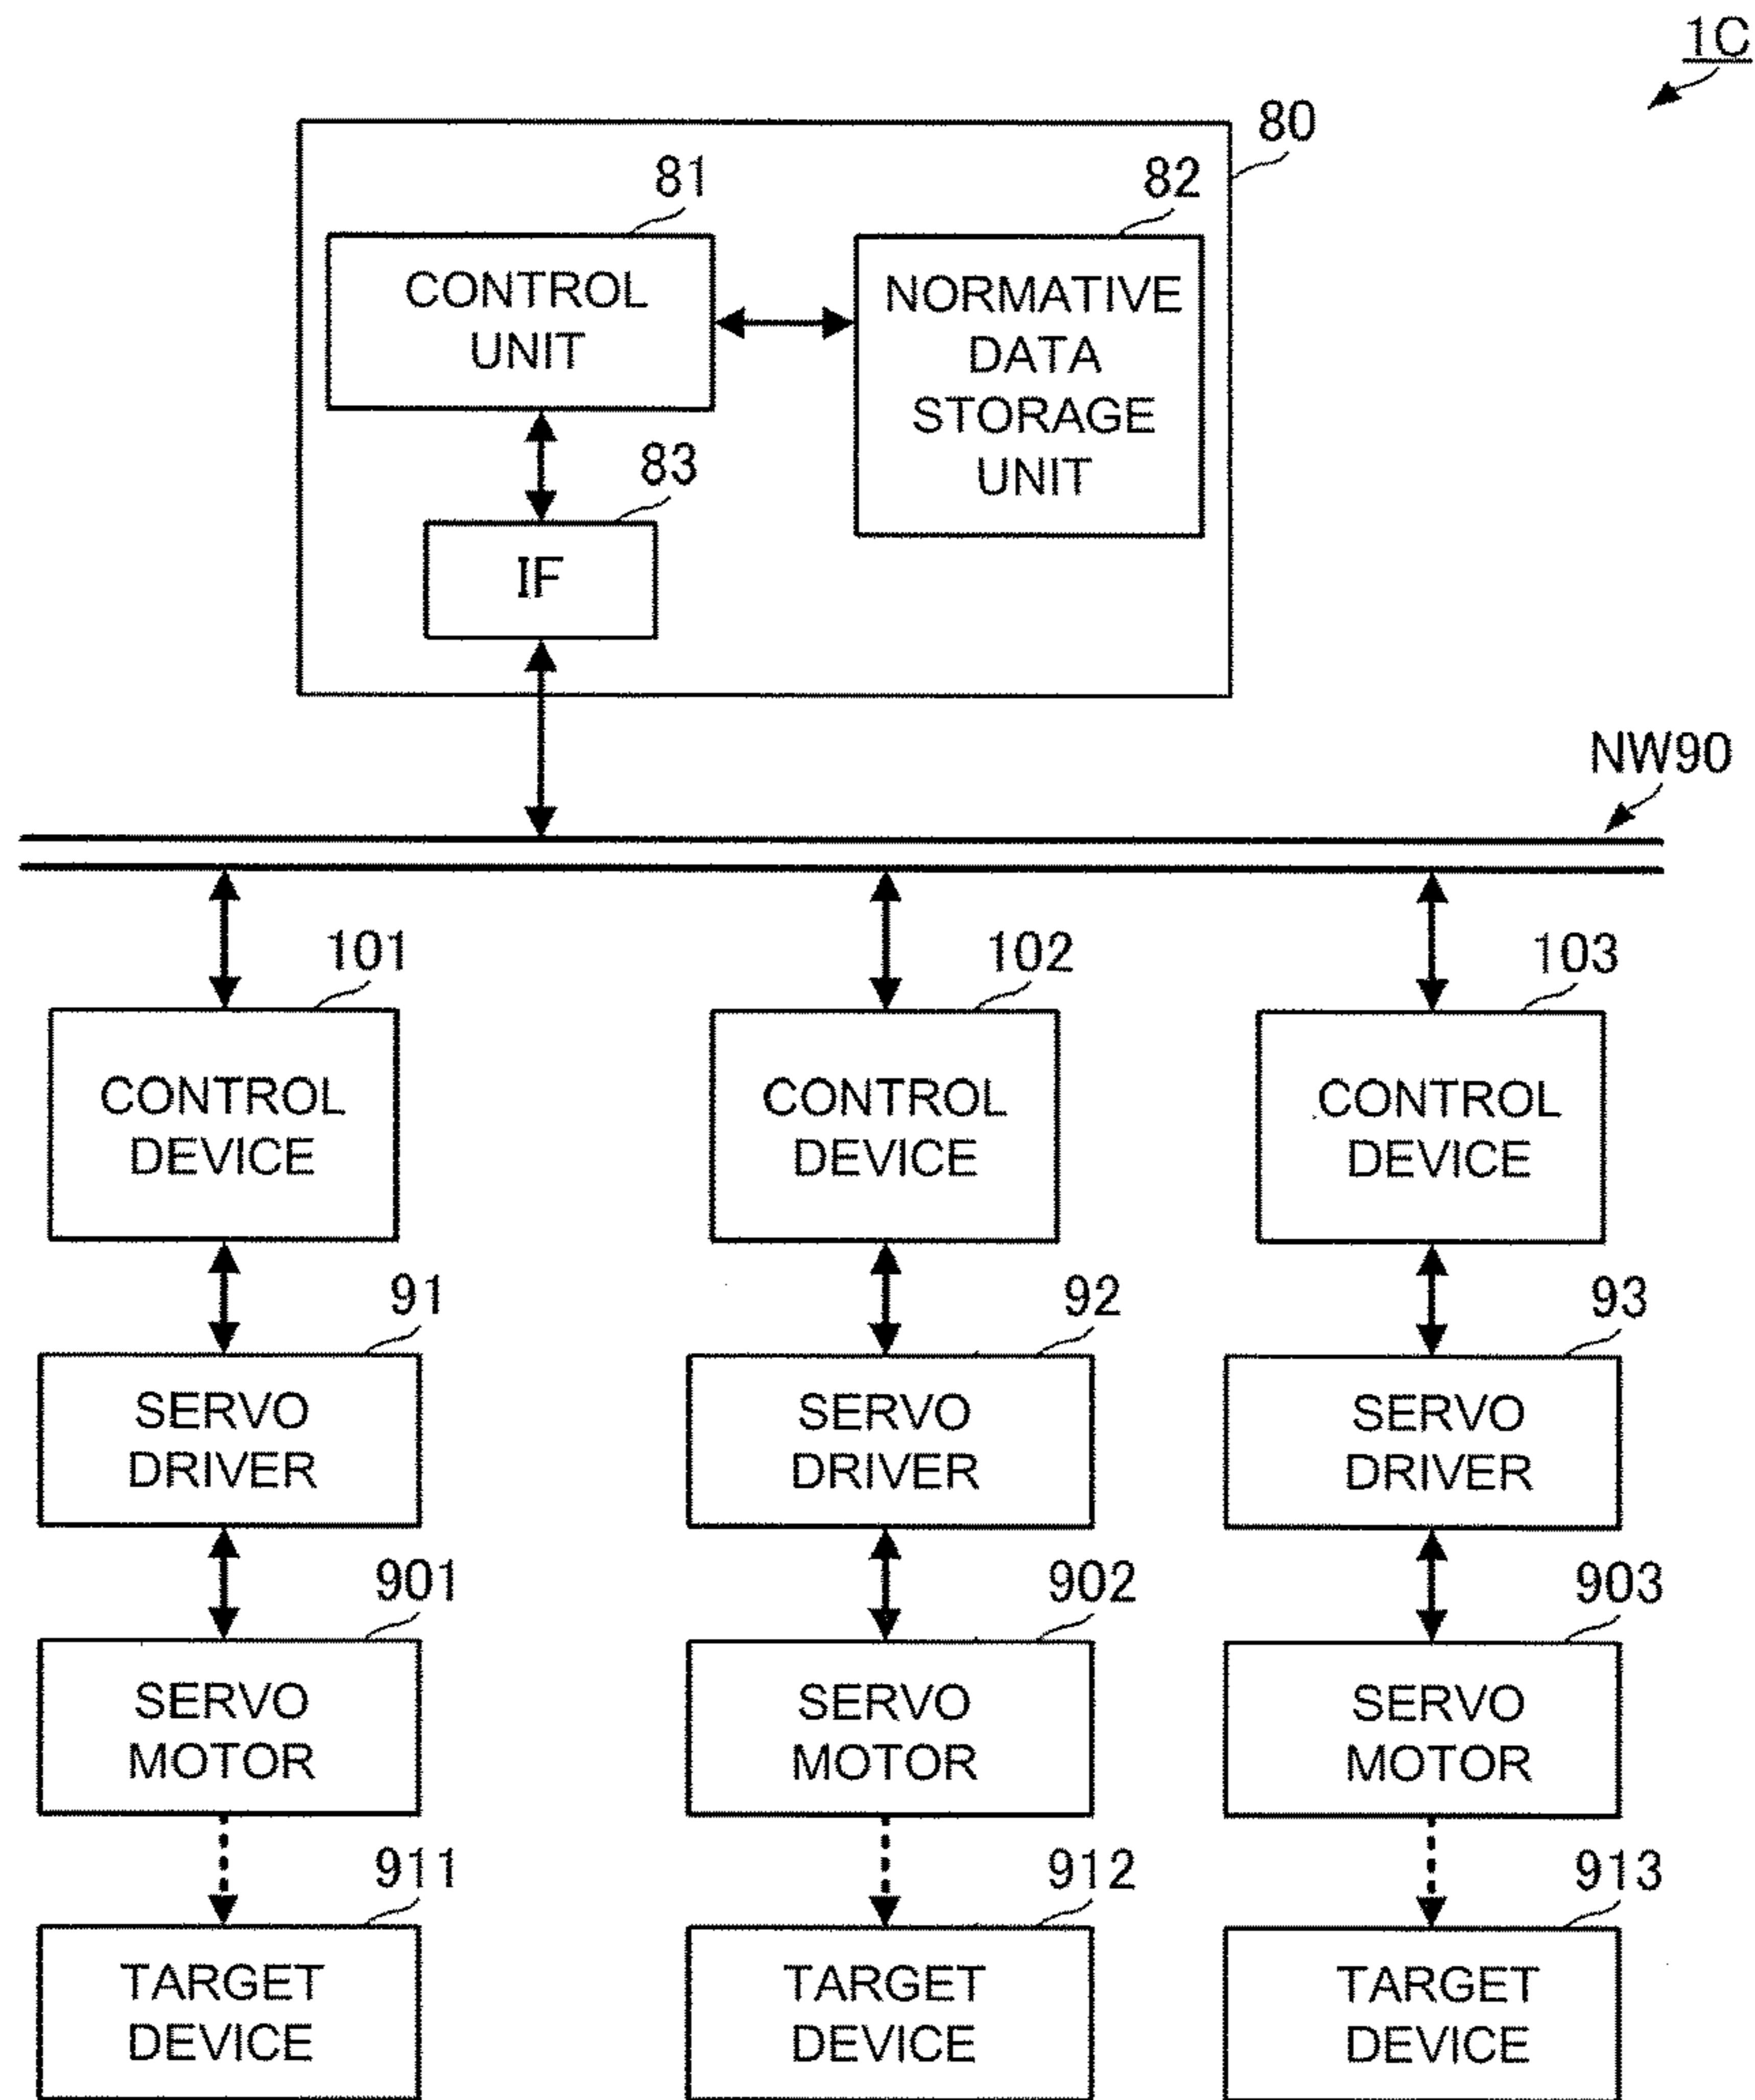 1C
80
81
82
CONTROL
UNIT
NORMATIVE
DATA
STORAGE
UNIT
83
IF
NW90
101
102
103
CONTROL
DEVICE
CONTROL
DEVICE
CONTROL
DEVICE
91
92
93
SERVO
DRIVER
SERVO
DRIVER
SERVO
DRIVER
901
902
903
SERVO
MOTOR
SERVO
MOTOR
SERVO
MOTOR
911
912
913
TARGET
DEVICE
TARGET
DEVICE
TARGET
DEVICE